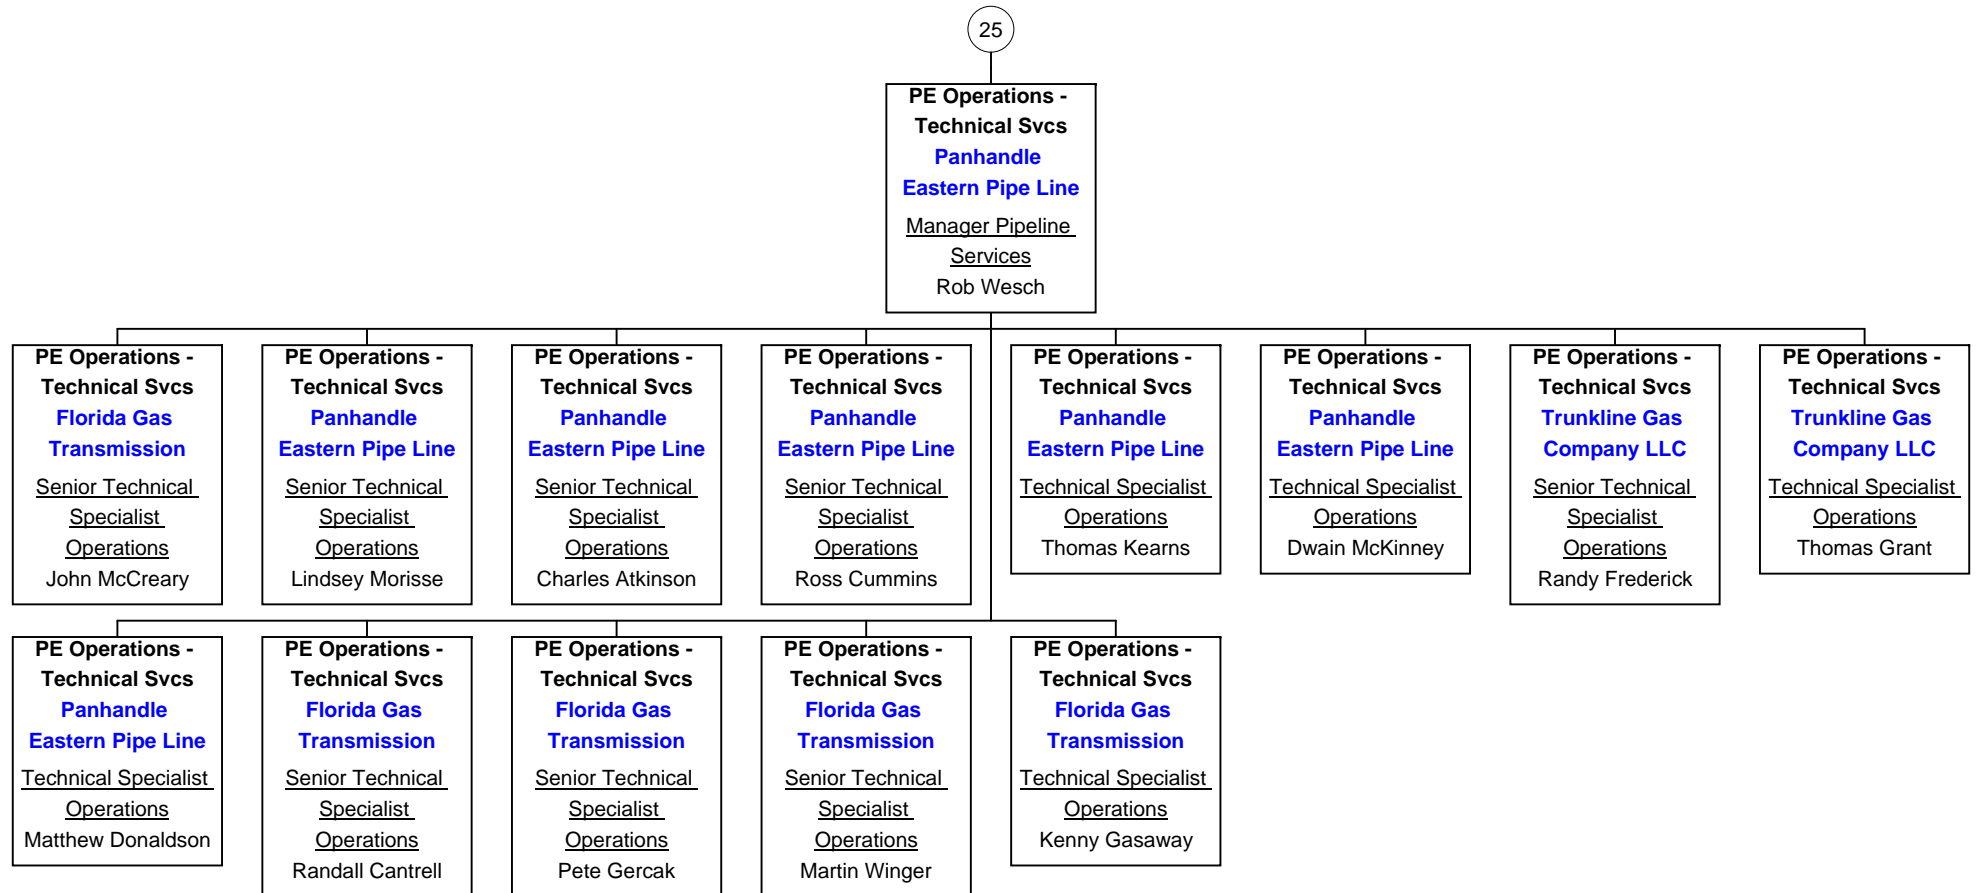 25
PE Operations -
Technical Svcs
Panhandle
Eastern Pipe Line
Manager Pipeline
Services
Rob Wesch
PE Operations -
Technical Svcs
Florida Gas
Transmission
Senior Technical
Specialist
Operations
John McCreary
PE Operations -
Technical Svcs
Panhandle
Eastern Pipe Line
Senior Technical
Specialist
Operations
Lindsey Morisse
PE Operations -
Technical Svcs
Panhandle
Eastern Pipe Line
Senior Technical
Specialist
Operations
Charles Atkinson
PE Operations -
Technical Svcs
Panhandle
Eastern Pipe Line
Senior Technical
Specialist
Operations
Ross Cummins
PE Operations -
Technical Svcs
Panhandle
Eastern Pipe Line
Technical Specialist
Operations
Thomas Kearns
PE Operations -
Technical Svcs
Panhandle
Eastern Pipe Line
Technical Specialist
Operations
Dwain McKinney
PE Operations -
Technical Svcs
Trunkline Gas
Company LLC
Senior Technical
Specialist
Operations
Randy Frederick
PE Operations -
Technical Svcs
Trunkline Gas
Company LLC
Technical Specialist
Operations
Thomas Grant
PE Operations -
Technical Svcs
Panhandle
Eastern Pipe Line
Technical Specialist
Operations
Matthew Donaldson
PE Operations -
Technical Svcs
Florida Gas
Transmission
Senior Technical
Specialist
Operations
Randall Cantrell
PE Operations -
Technical Svcs
Florida Gas
Transmission
Senior Technical
Specialist
Operations
Pete Gercak
PE Operations -
Technical Svcs
Florida Gas
Transmission
Senior Technical
Specialist
Operations
Martin Winger
PE Operations -
Technical Svcs
Florida Gas
Transmission
Technical Specialist
Operations
Kenny Gasaway